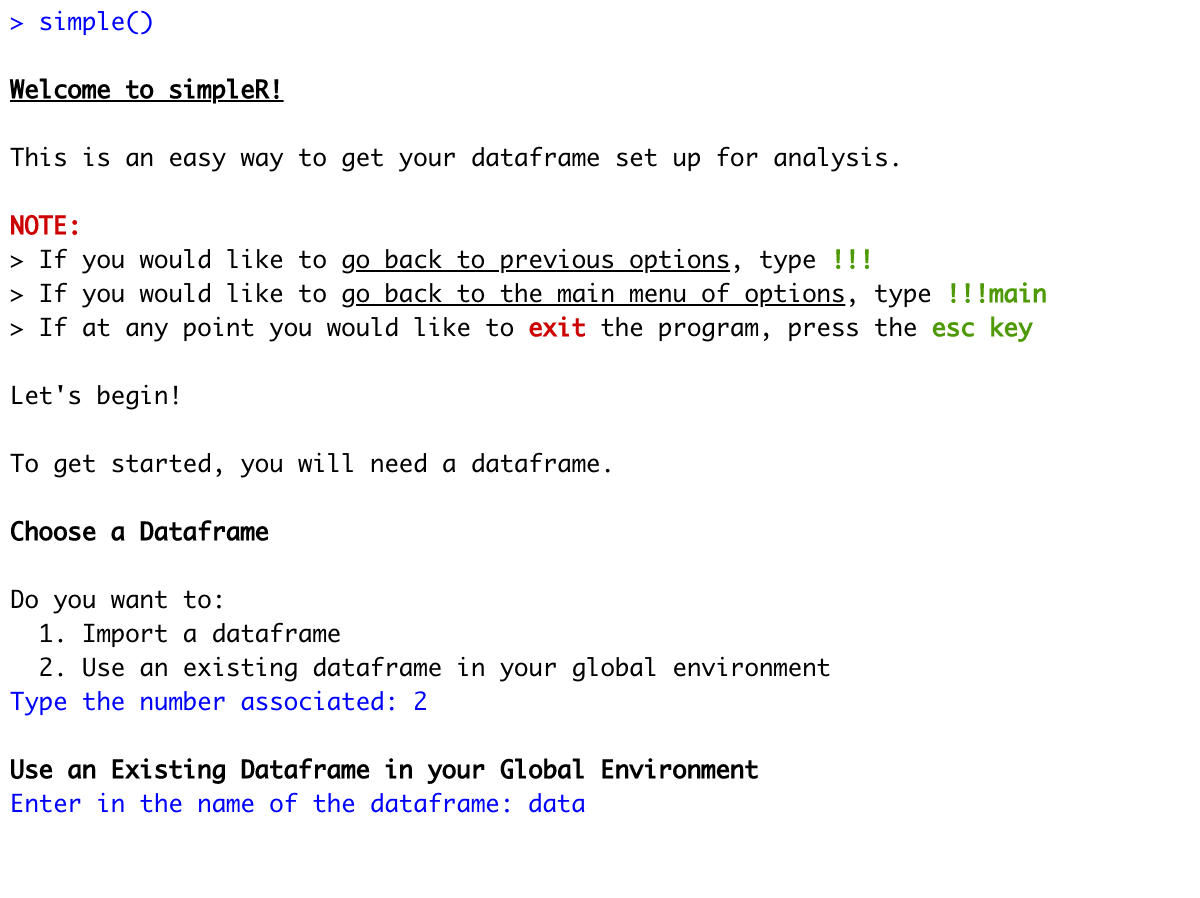 > simple()
Welcome to simpleR!
This is an easy way to get your dataframe set up for analysis.
NOTE:
> If you would like to go back to previous options, type !!!
> If you would like to go back to the main menu of options, type !!!main
> If at any point you would like to exit the program, press the esc key
Let's begin!
To get started, you will need a dataframe.
Choose a Dataframe
Do you want to:
1. Import a dataframe
2. Use an existing dataframe in your global environment
Type the number associated: 2
Use an Existing Dataframe in your Global Environment
Enter in the name of the dataframe: data